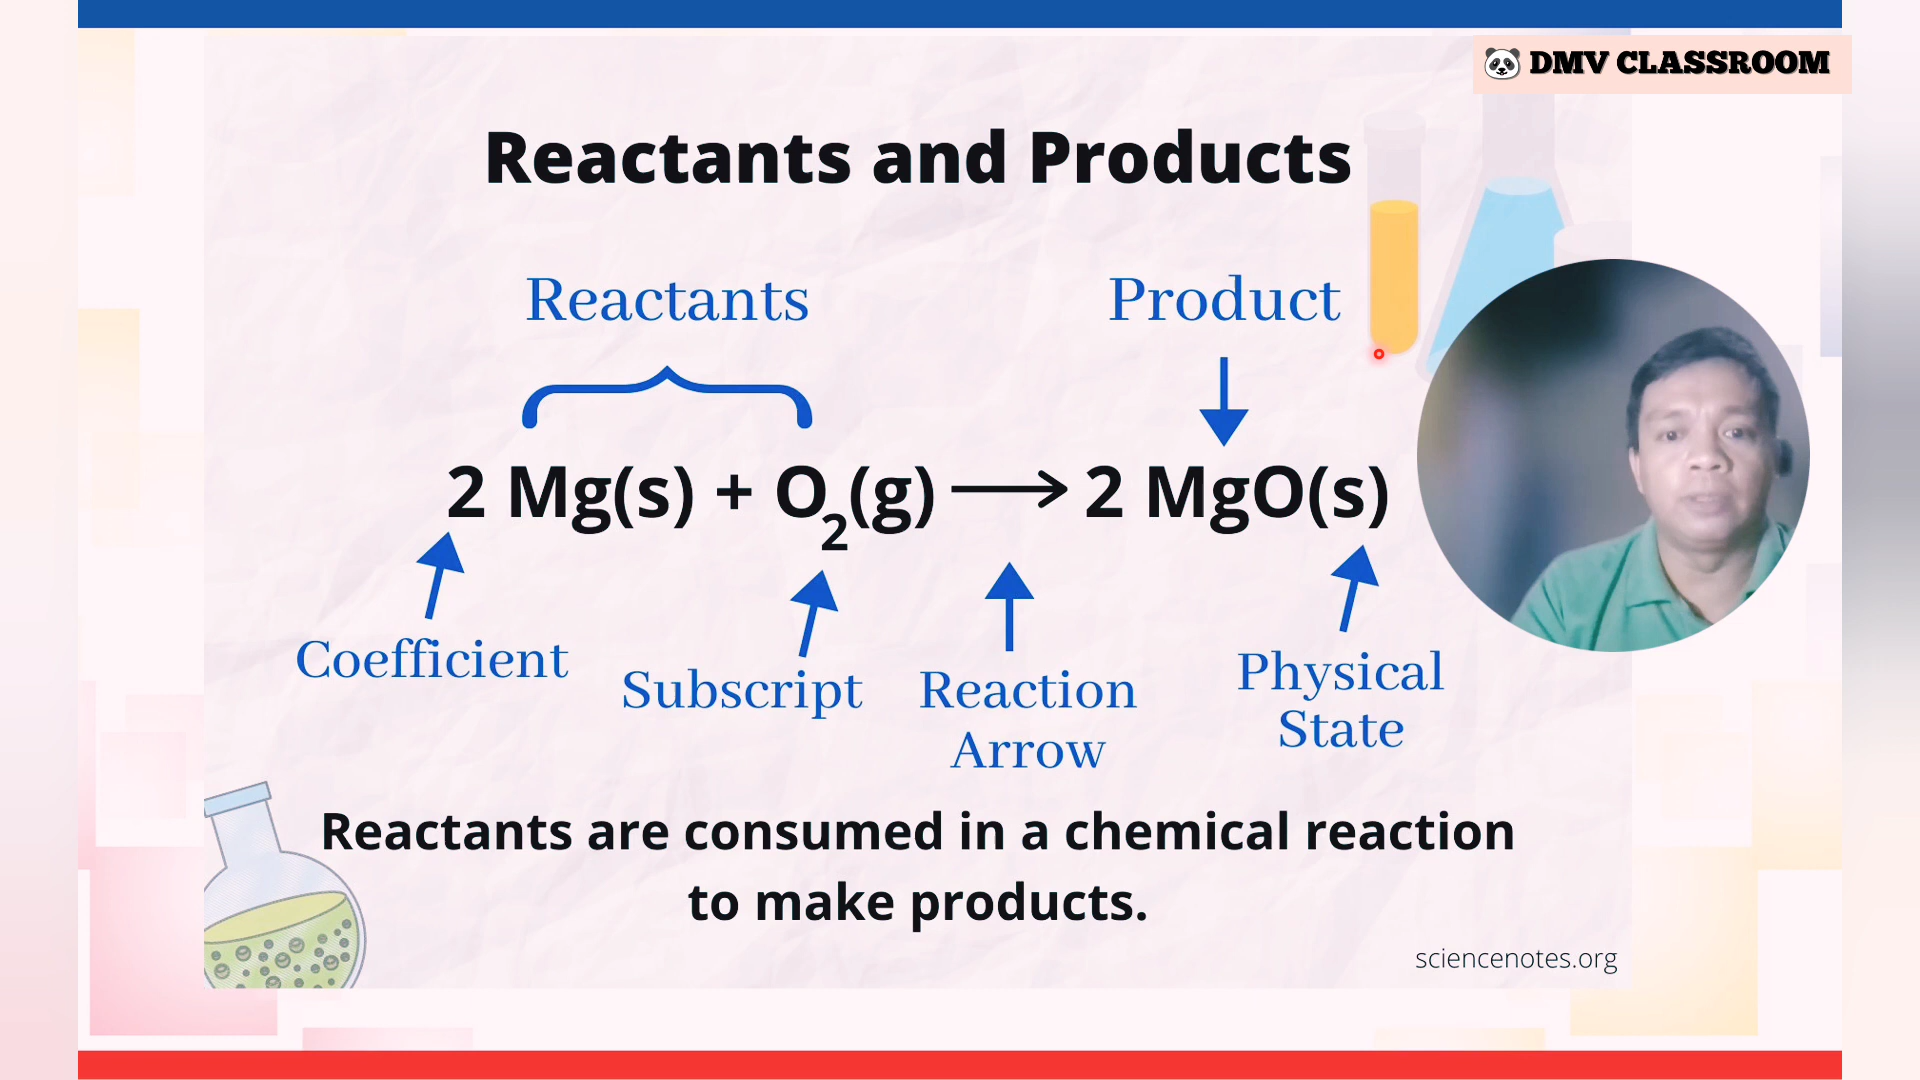 DMV CLASSROOM
Reactants and Products
Reactants
Product
2 Mg(s) + O₂(g) ⟶ 2 MgO(s)
Coefficient
Subscript
Reaction
Arrow
Physical
State
Reactants are consumed in a chemical reaction
to make products.
sciencenotes.org